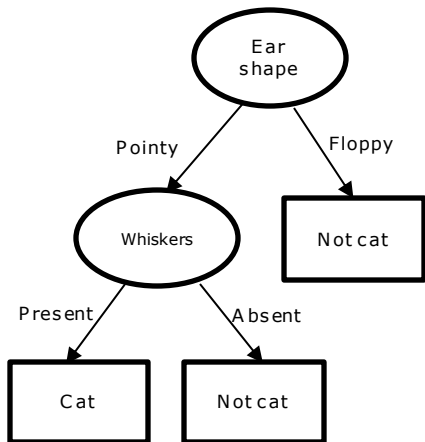 Ear
shape
Pointy
Floppy
Whiskers
Not cat
Present
Absent
Cat
Not cat